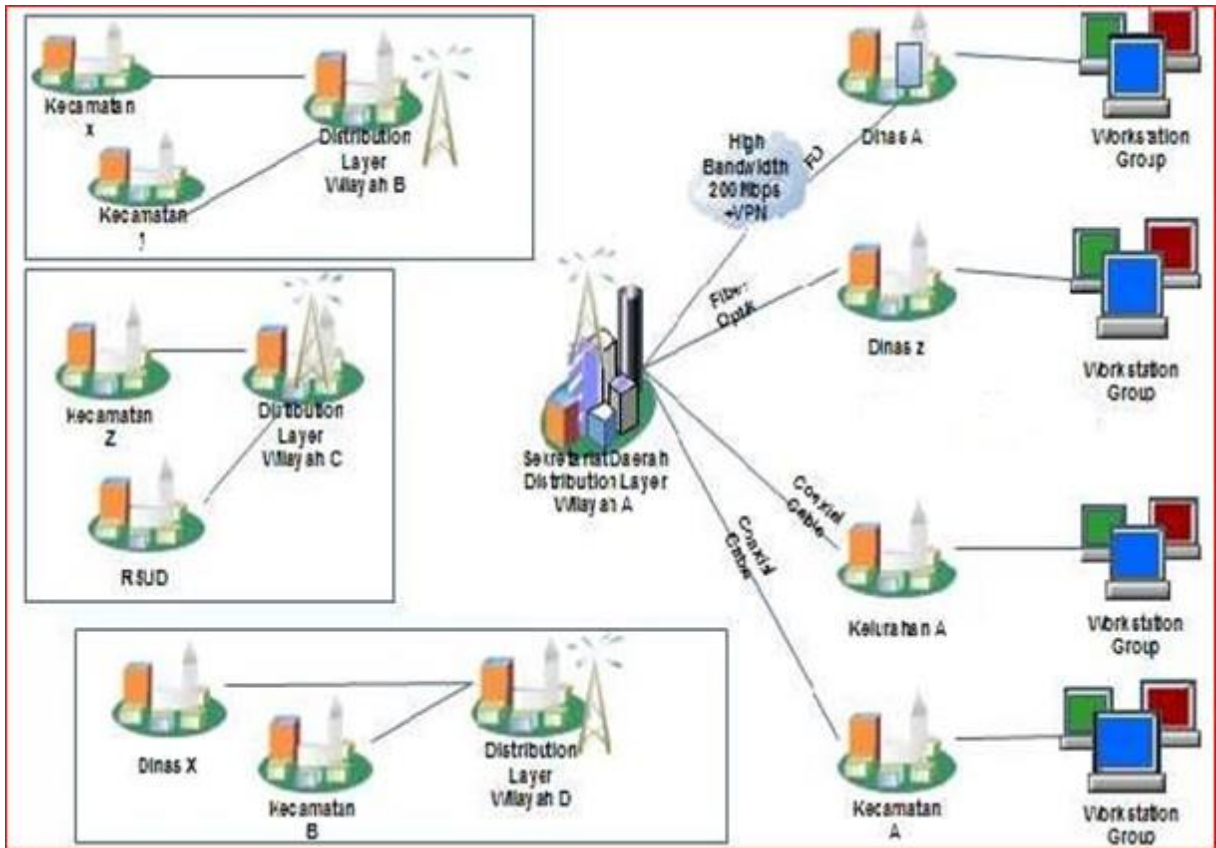 Kecamatan
x
Kecamatan
Distribution
Layer
Wilayah B
Kecamatan
Z
Distribution
Layer
Wilayah C
RSUD
Dinas X
Kecamatan
B
Distribution
Layer
Wilayah D
Sekretariat Daerah
Distribution Layer
Wilayah A
High
Bandwidth
200 Mbps
+VPN
FO
Fiber
Optik
Coaxial
Cable
Coaxial
Cable
Dinas A
Workstation
Group
Dinas z
Workstation
Group
Kelurahan A
Workstation
Group
Kecamatan
A
Workstation
Group